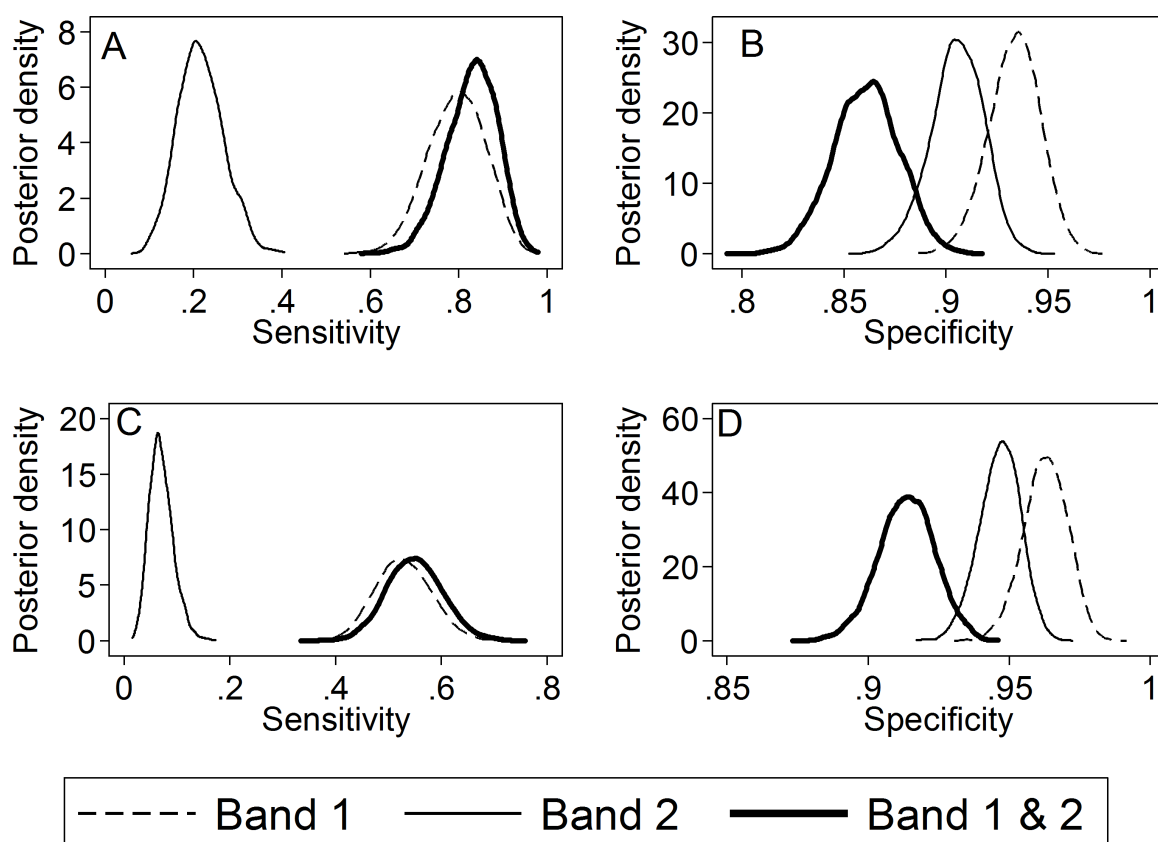 A
Posterior density
8
6
4
2
0
0 .2 .4 .6 .8 1
Sensitivity
B
Posterior density
30
20
10
0
.8 .85 .9 .95 1
Specificity
C
Posterior density
20
15
10
5
0
0 .2 .4 .6 .8
Sensitivity
D
Posterior density
60
40
20
0
.85 .9 .95 1
Specificity
Band 1 Band 2 Band 1 & 2